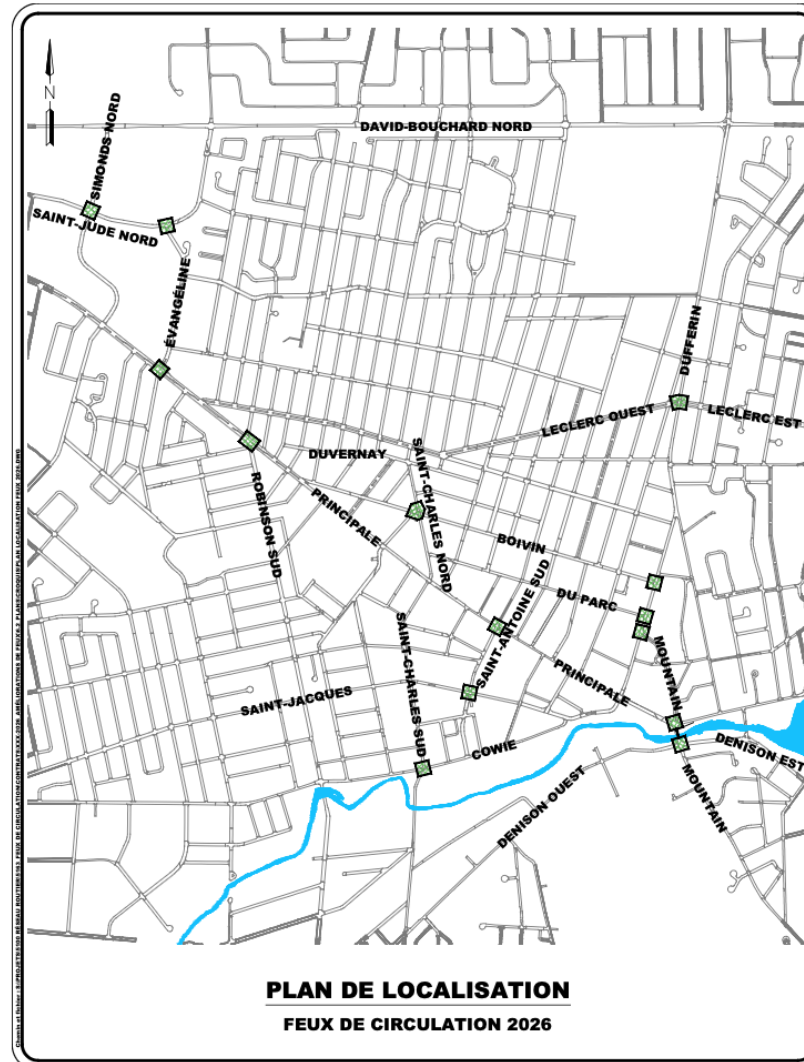 N
DAVID-BOUCHARD NORD
SIMONDS NORD
SAINT-JUDE NORD
ÉVANGÉLINE
DUFFERIN
LECLERC OUEST
LECLERC EST
DUVERNAY
SAINT-CHARLES NORD
ROBINSON SUD
PRINCIPALE
BOIVIN
SAINT-ANTOINE SUD
DU PARC
MOUNTAIN
PRINCIPALE
SAINT-JACQUES
SAINT-CHARLES SUD
COWIE
DENISON EST
DENISON OUEST
MOUNTAIN
PLAN DE LOCALISATION
FEUX DE CIRCULATION 2026